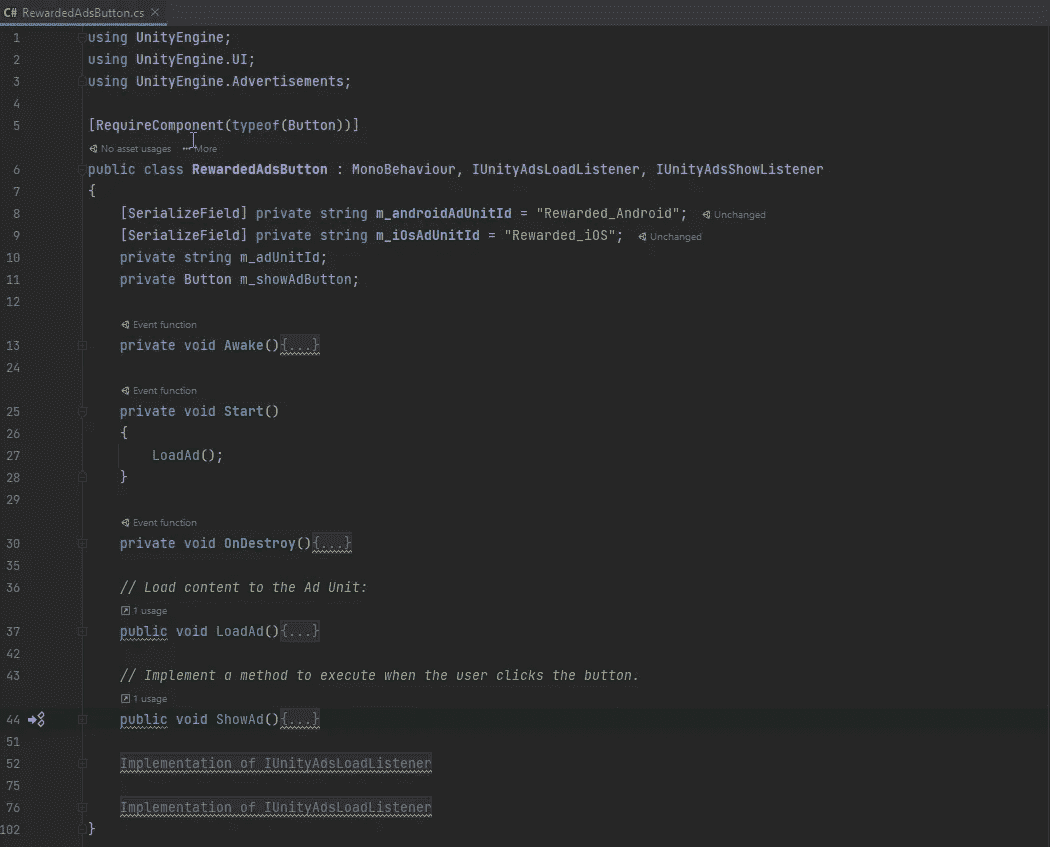 C# RewardedAdsButton.cs ×
1 using UnityEngine;
2 using UnityEngine.UI;
3 using UnityEngine.Advertisements;
4
5 [RequireComponent(typeof(Button))]
No asset usages More
6 public class RewardedAdsButton : MonoBehaviour, IUnityAdsLoadListener, IUnityAdsShowListener
7 {
8 [SerializeField] private string m_androidAdUnitId = "Rewarded_Android"; Unchanged
9 [SerializeField] private string m_iOsAdUnitId = "Rewarded_iOS"; Unchanged
10 private string m_adUnitId;
11 private Button m_showAdButton;
12
Event function
13 private void Awake(){...}
24
Event function
25 private void Start()
26 {
27 LoadAd();
28 }
29
Event function
30 private void OnDestroy(){...}
35
36 // Load content to the Ad Unit:
1 usage
37 public void LoadAd(){...}
42
43 // Implement a method to execute when the user clicks the button.
1 usage
44 public void ShowAd(){...}
51
52 Implementation of IUnityAdsLoadListener
75
76 Implementation of IUnityAdsLoadListener
102 }